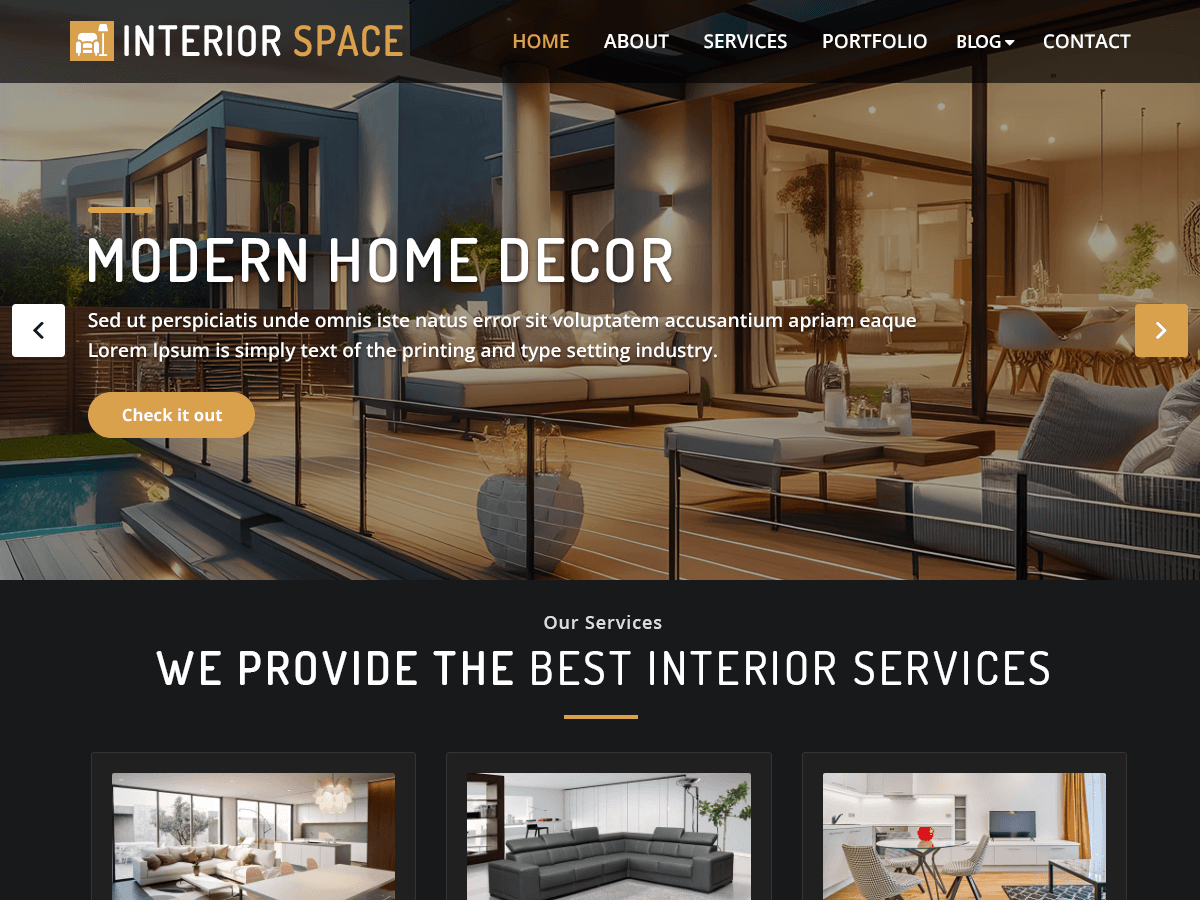 INTERIOR SPACE
HOME ABOUT SERVICES PORTFOLIO BLOG CONTACT
MODERN HOME DECOR
Sed ut perspiciatis unde omnis iste natus error sit voluptatem accusantium apriam eaque
Lorem Ipsum is simply text of the printing and type setting industry.
Check it out
Our Services
WE PROVIDE THE BEST INTERIOR SERVICES